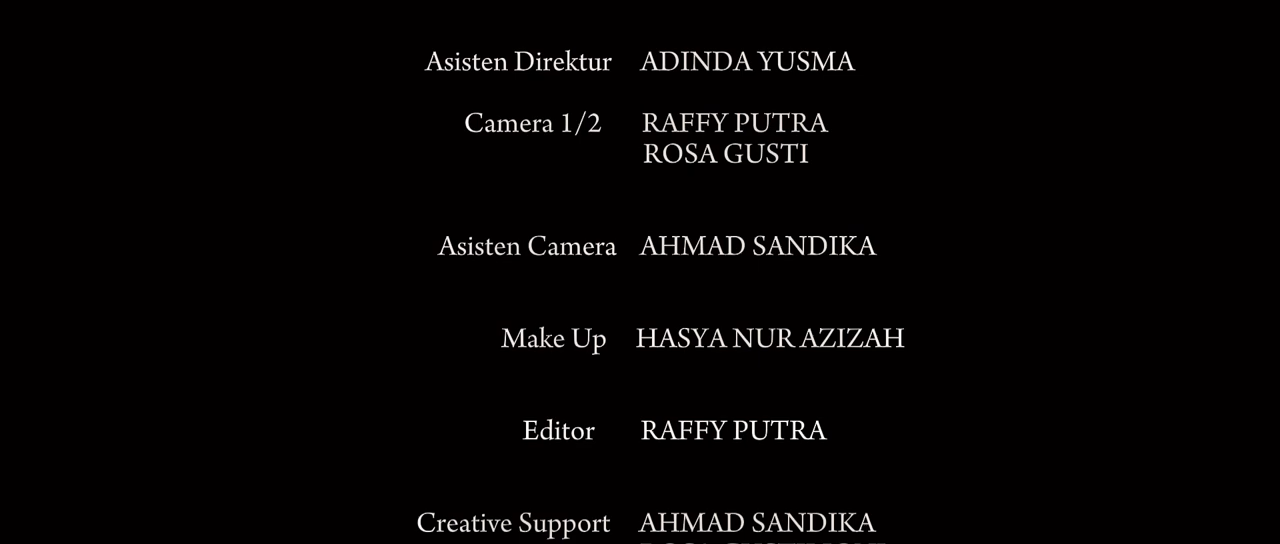 Asisten Direktur ADINDA YUSMA
Camera 1/2 RAFFY PUTRA
ROSA GUSTI
Asisten Camera AHMAD SANDIKA
Make Up HASYA NUR AZIZAH
Editor RAFFY PUTRA
Creative Support AHMAD SANDIKA